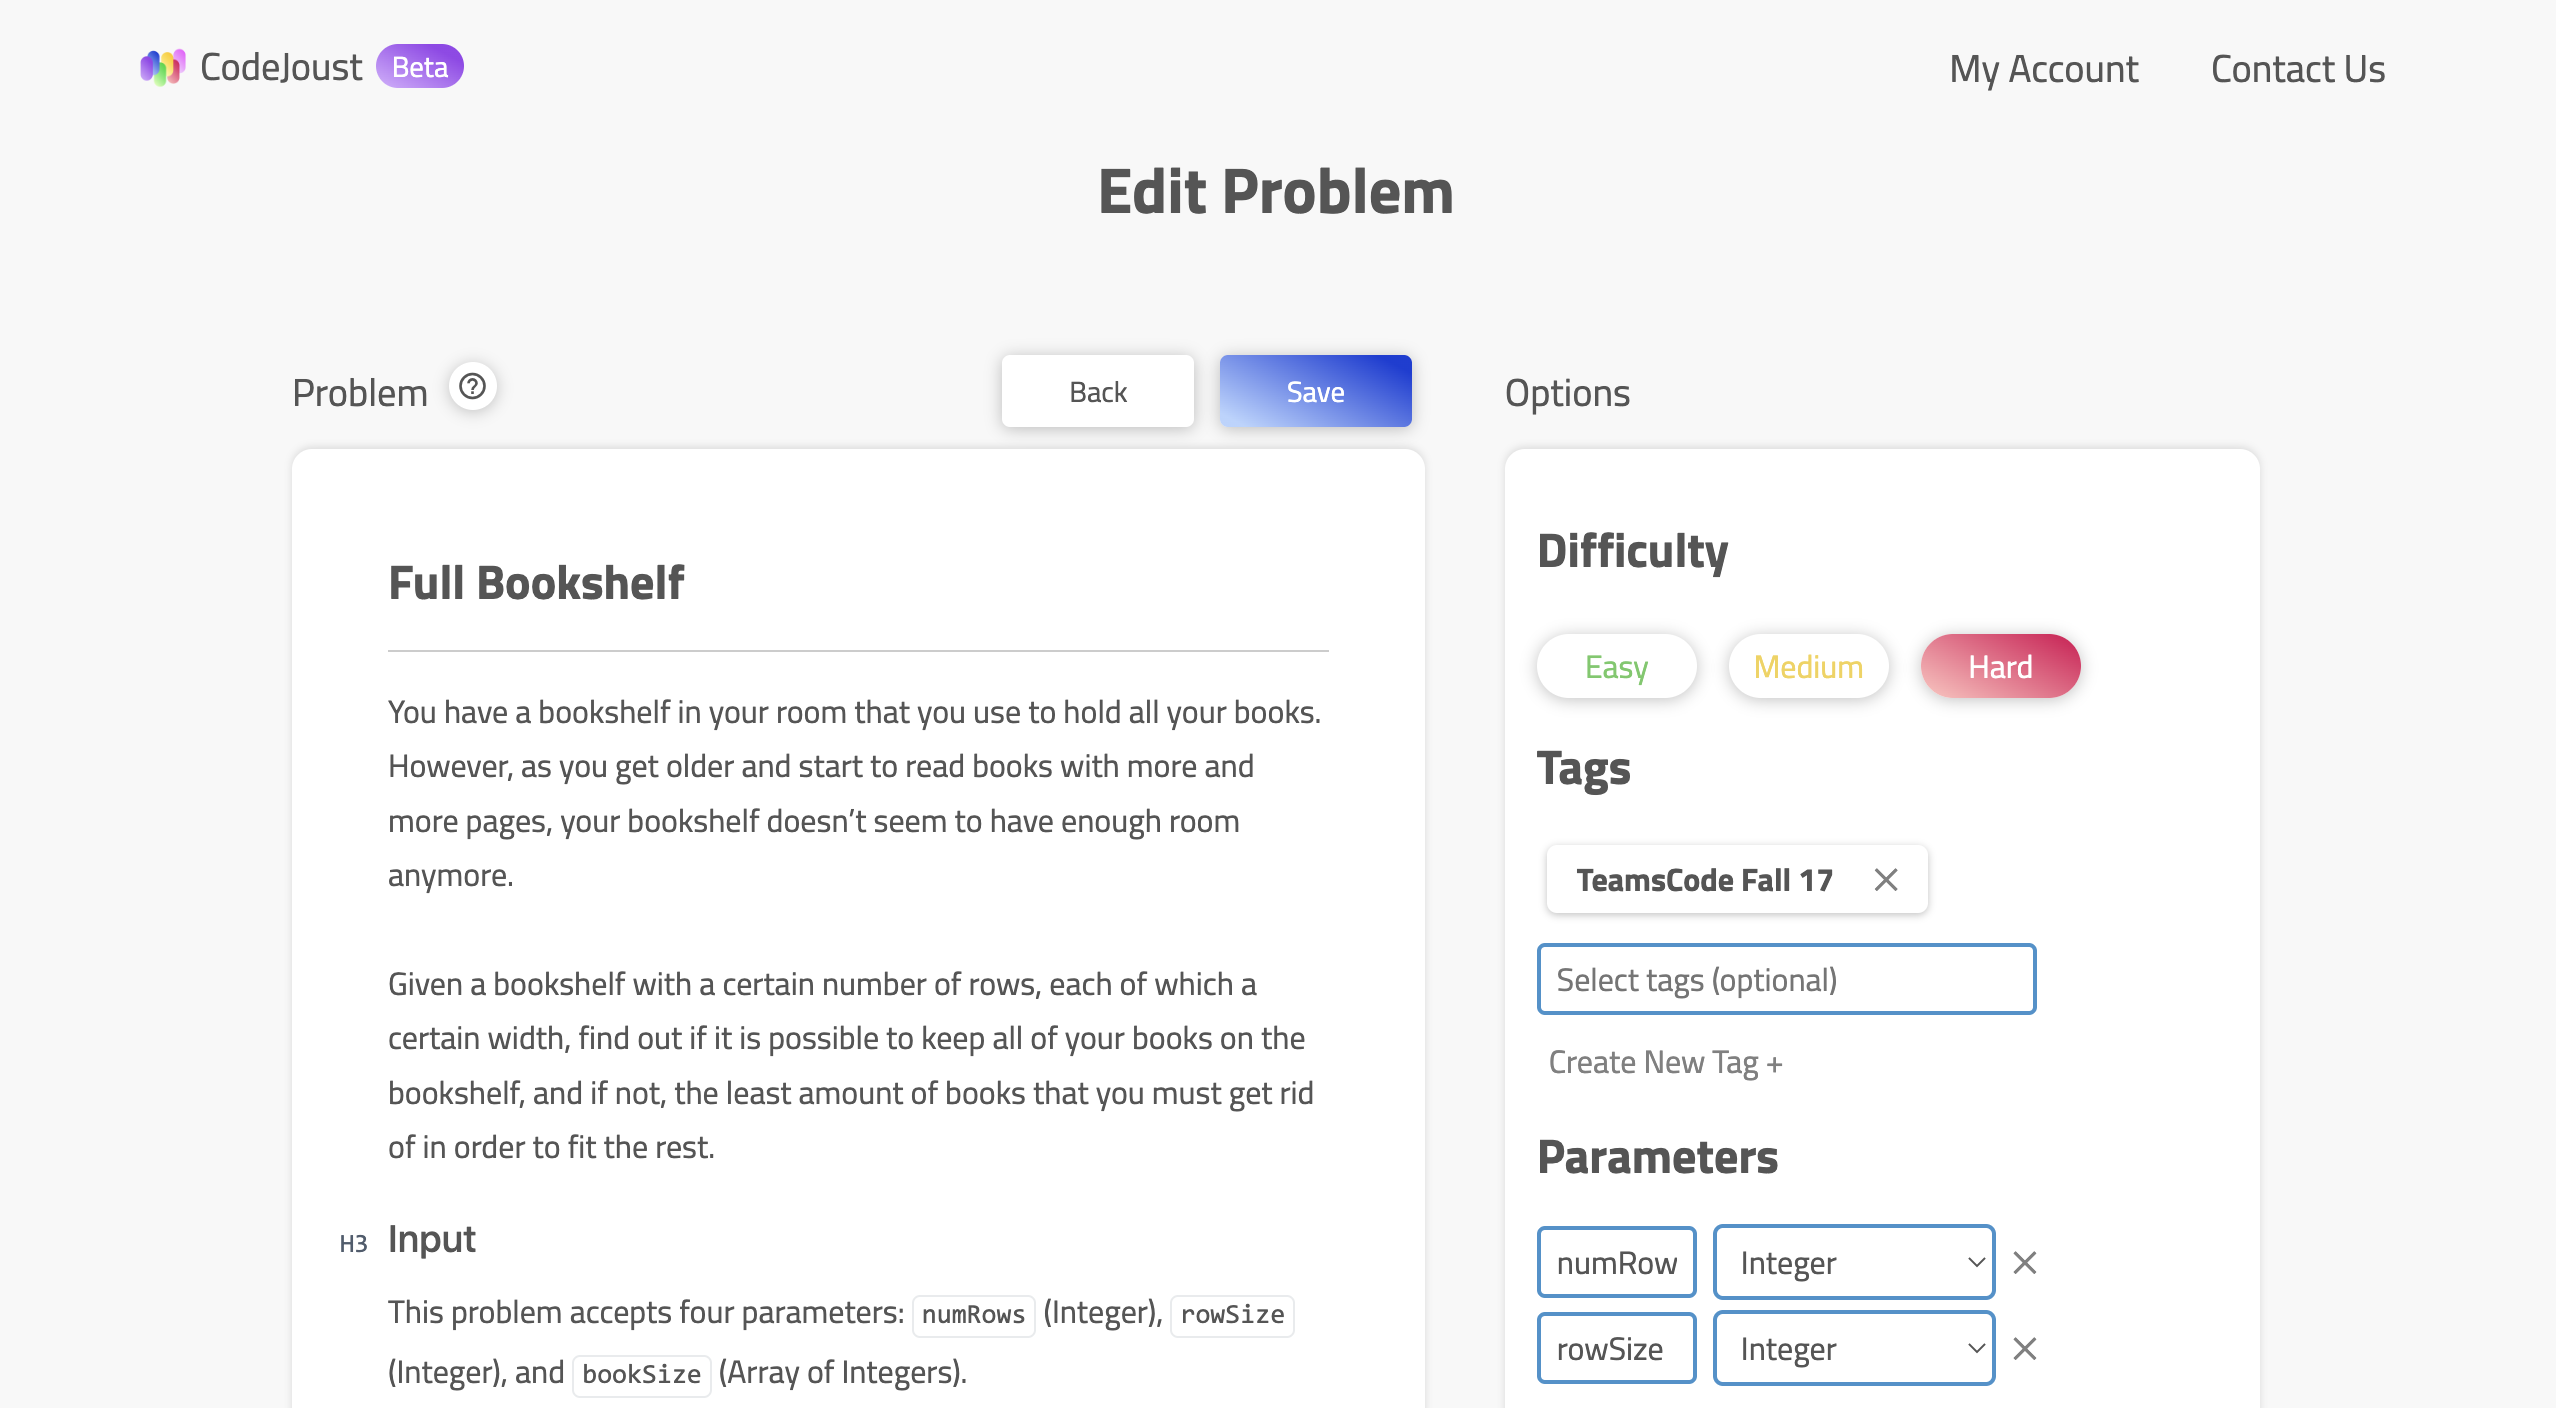 CodeJoust Beta
My Account
Contact Us
Edit Problem
Problem
Back
Save
Options
Full Bookshelf
You have a bookshelf in your room that you use to hold all your books.
However, as you get older and start to read books with more and
more pages, your bookshelf doesn’t seem to have enough room
anymore.
Given a bookshelf with a certain number of rows, each of which a
certain width, find out if it is possible to keep all of your books on the
bookshelf, and if not, the least amount of books that you must get rid
of in order to fit the rest.
H3 Input
This problem accepts four parameters: numRows (Integer), rowSize
(Integer), and bookSize (Array of Integers).
Difficulty
Easy
Medium
Hard
Tags
TeamsCode Fall 17
Select tags (optional)
Create New Tag +
Parameters
numRow
Integer
rowSize
Integer